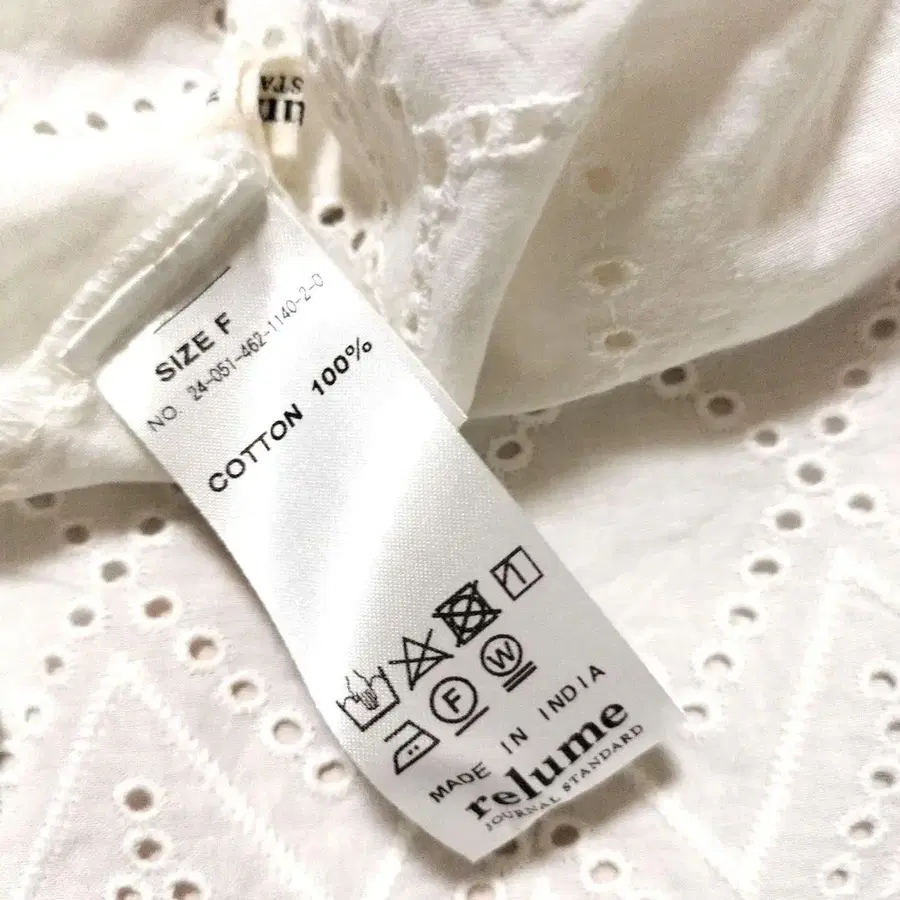 SIZE F
NO. 24-051-462-1140-2-0
COTTON 100%
F
W
MADE IN INDIA
relume
JOURNAL STANDARD